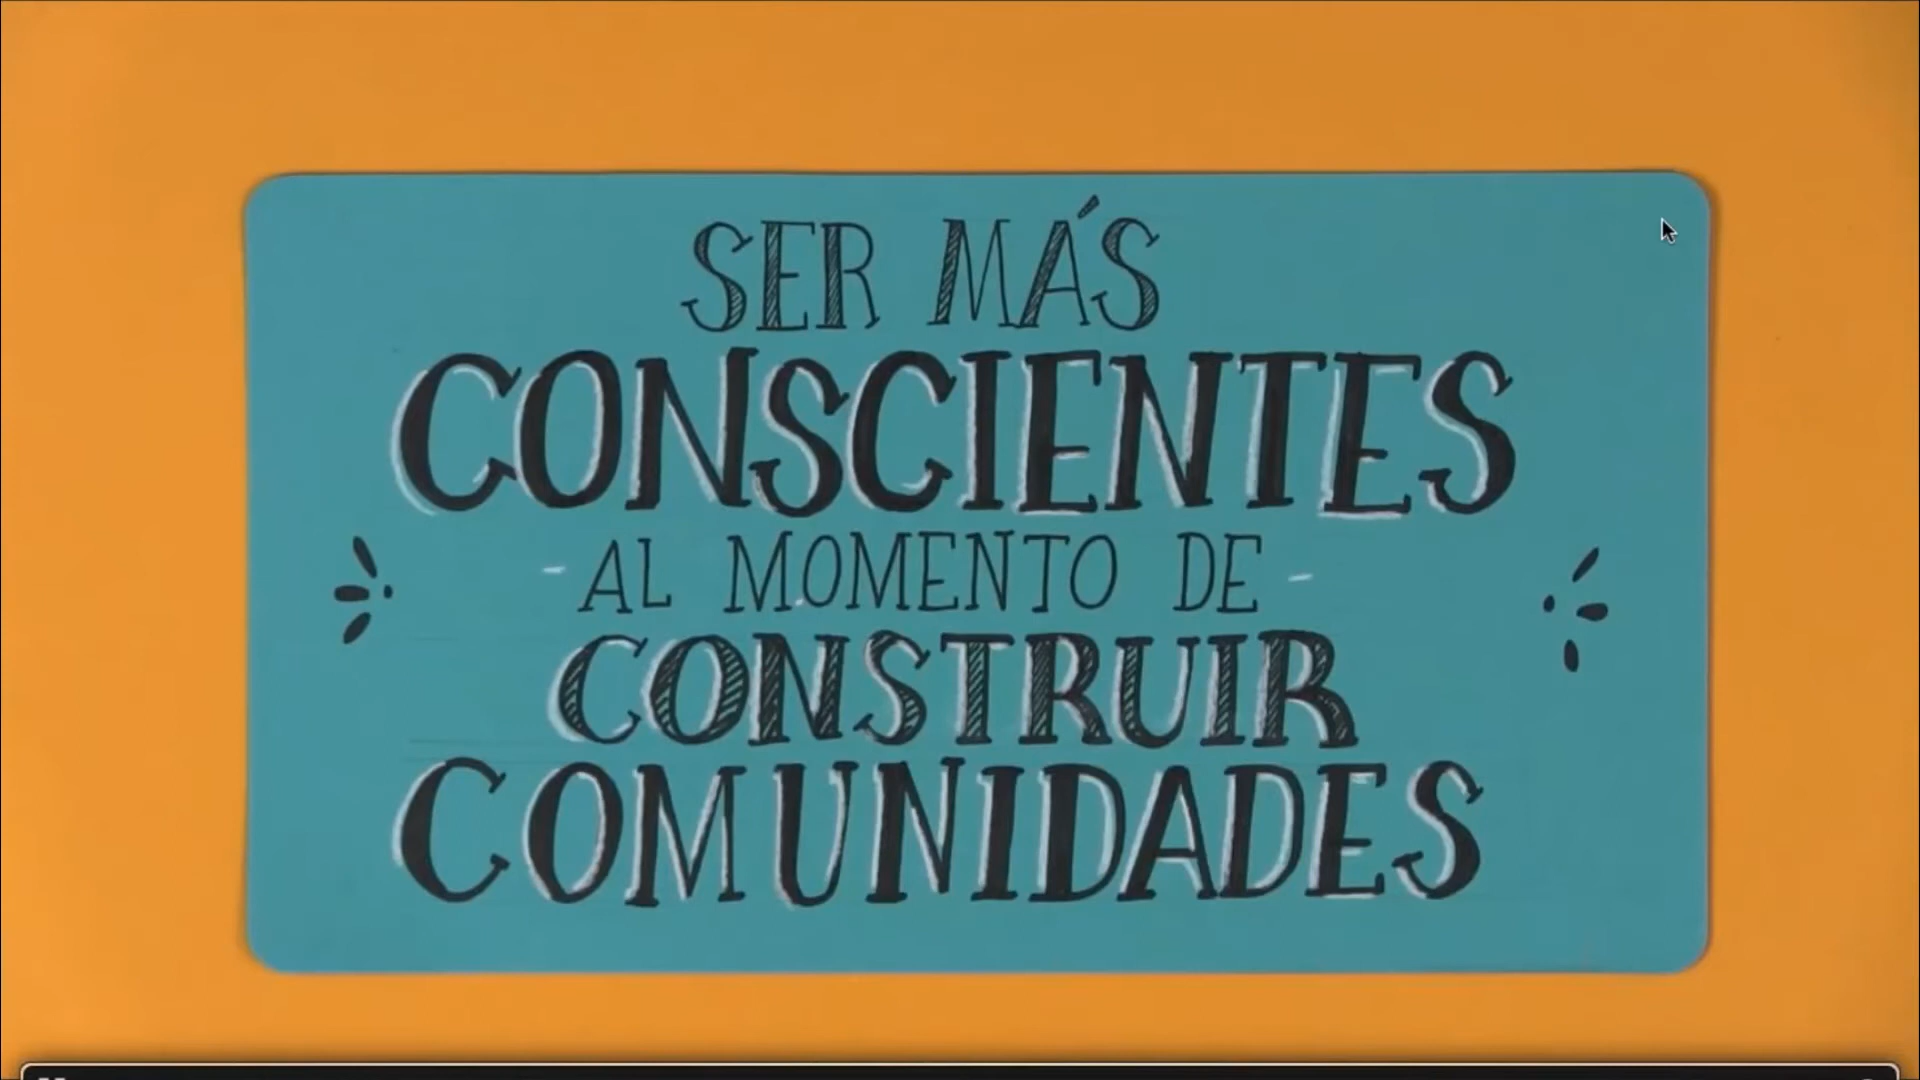 SER MÁS
CONSCIENTES
- AL MOMENTO DE -
CONSTRUIR
COMUNIDADES